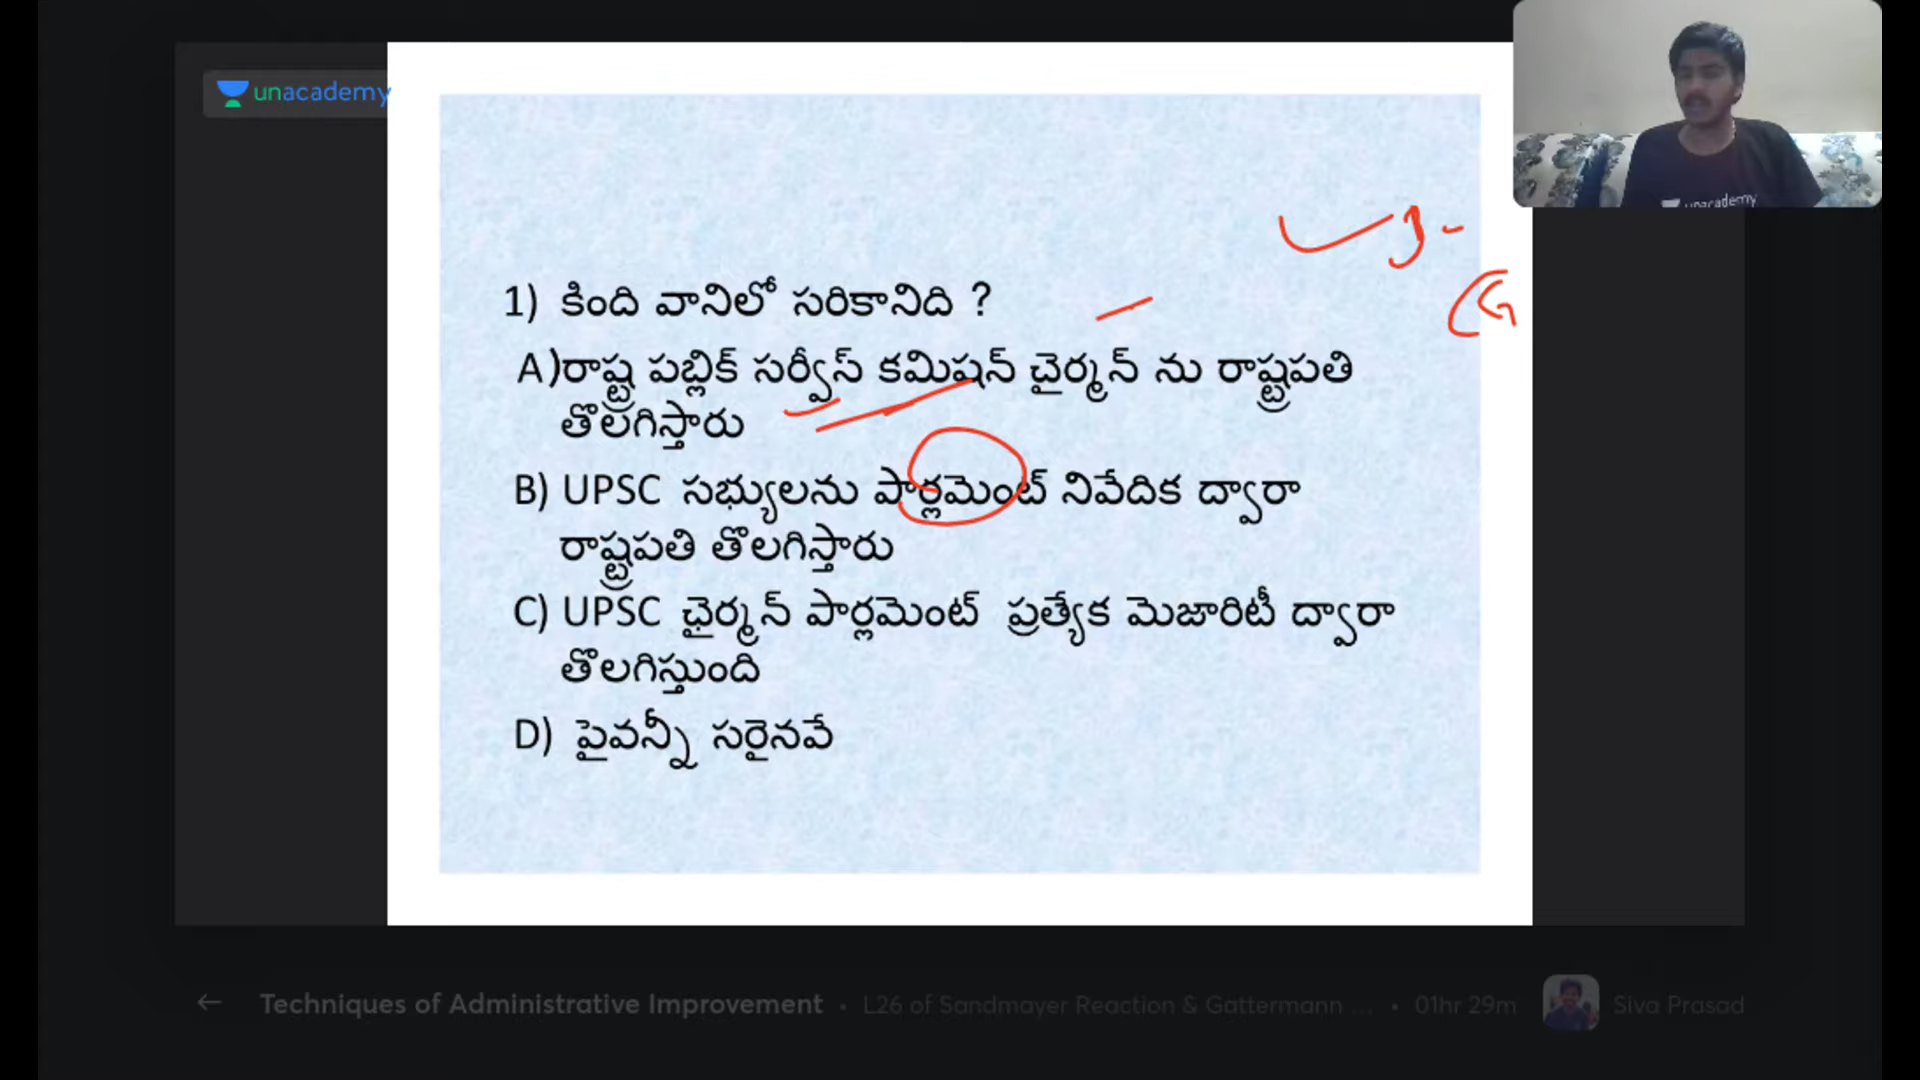 unacademy
unacademy
1) కింది వానిలో సరికానిది ?
A)రాష్ట్ర పబ్లిక్ సర్వీస్ కమిషన్ చైర్మన్ ను రాష్ట్రపతి
తొలగిస్తారు
B) UPSC సభ్యులను పార్లమెంట్ నివేదిక ద్వారా
రాష్ట్రపతి తొలగిస్తారు
C) UPSC ఛైర్మన్ పార్లమెంట్ ప్రత్యేక మెజారిటీ ద్వారా
తొలగిస్తుంది
D) పైవన్నీ సరైనవే
Techniques of Administrative Improvement • L26 of Sandmayer Reaction & Gattermann ... • 01hr 29m Siva Prasad